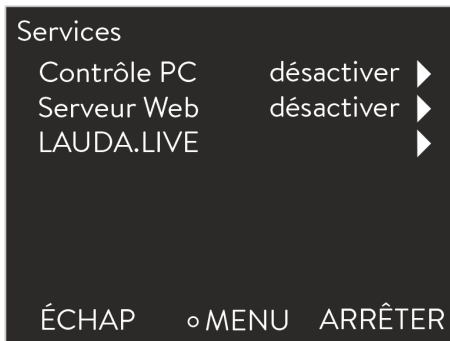 Services
Contrôle PC désactiver
Serveur Web désactiver
LAUDA.LIVE
ÉCHAP MENU ARRÊTER